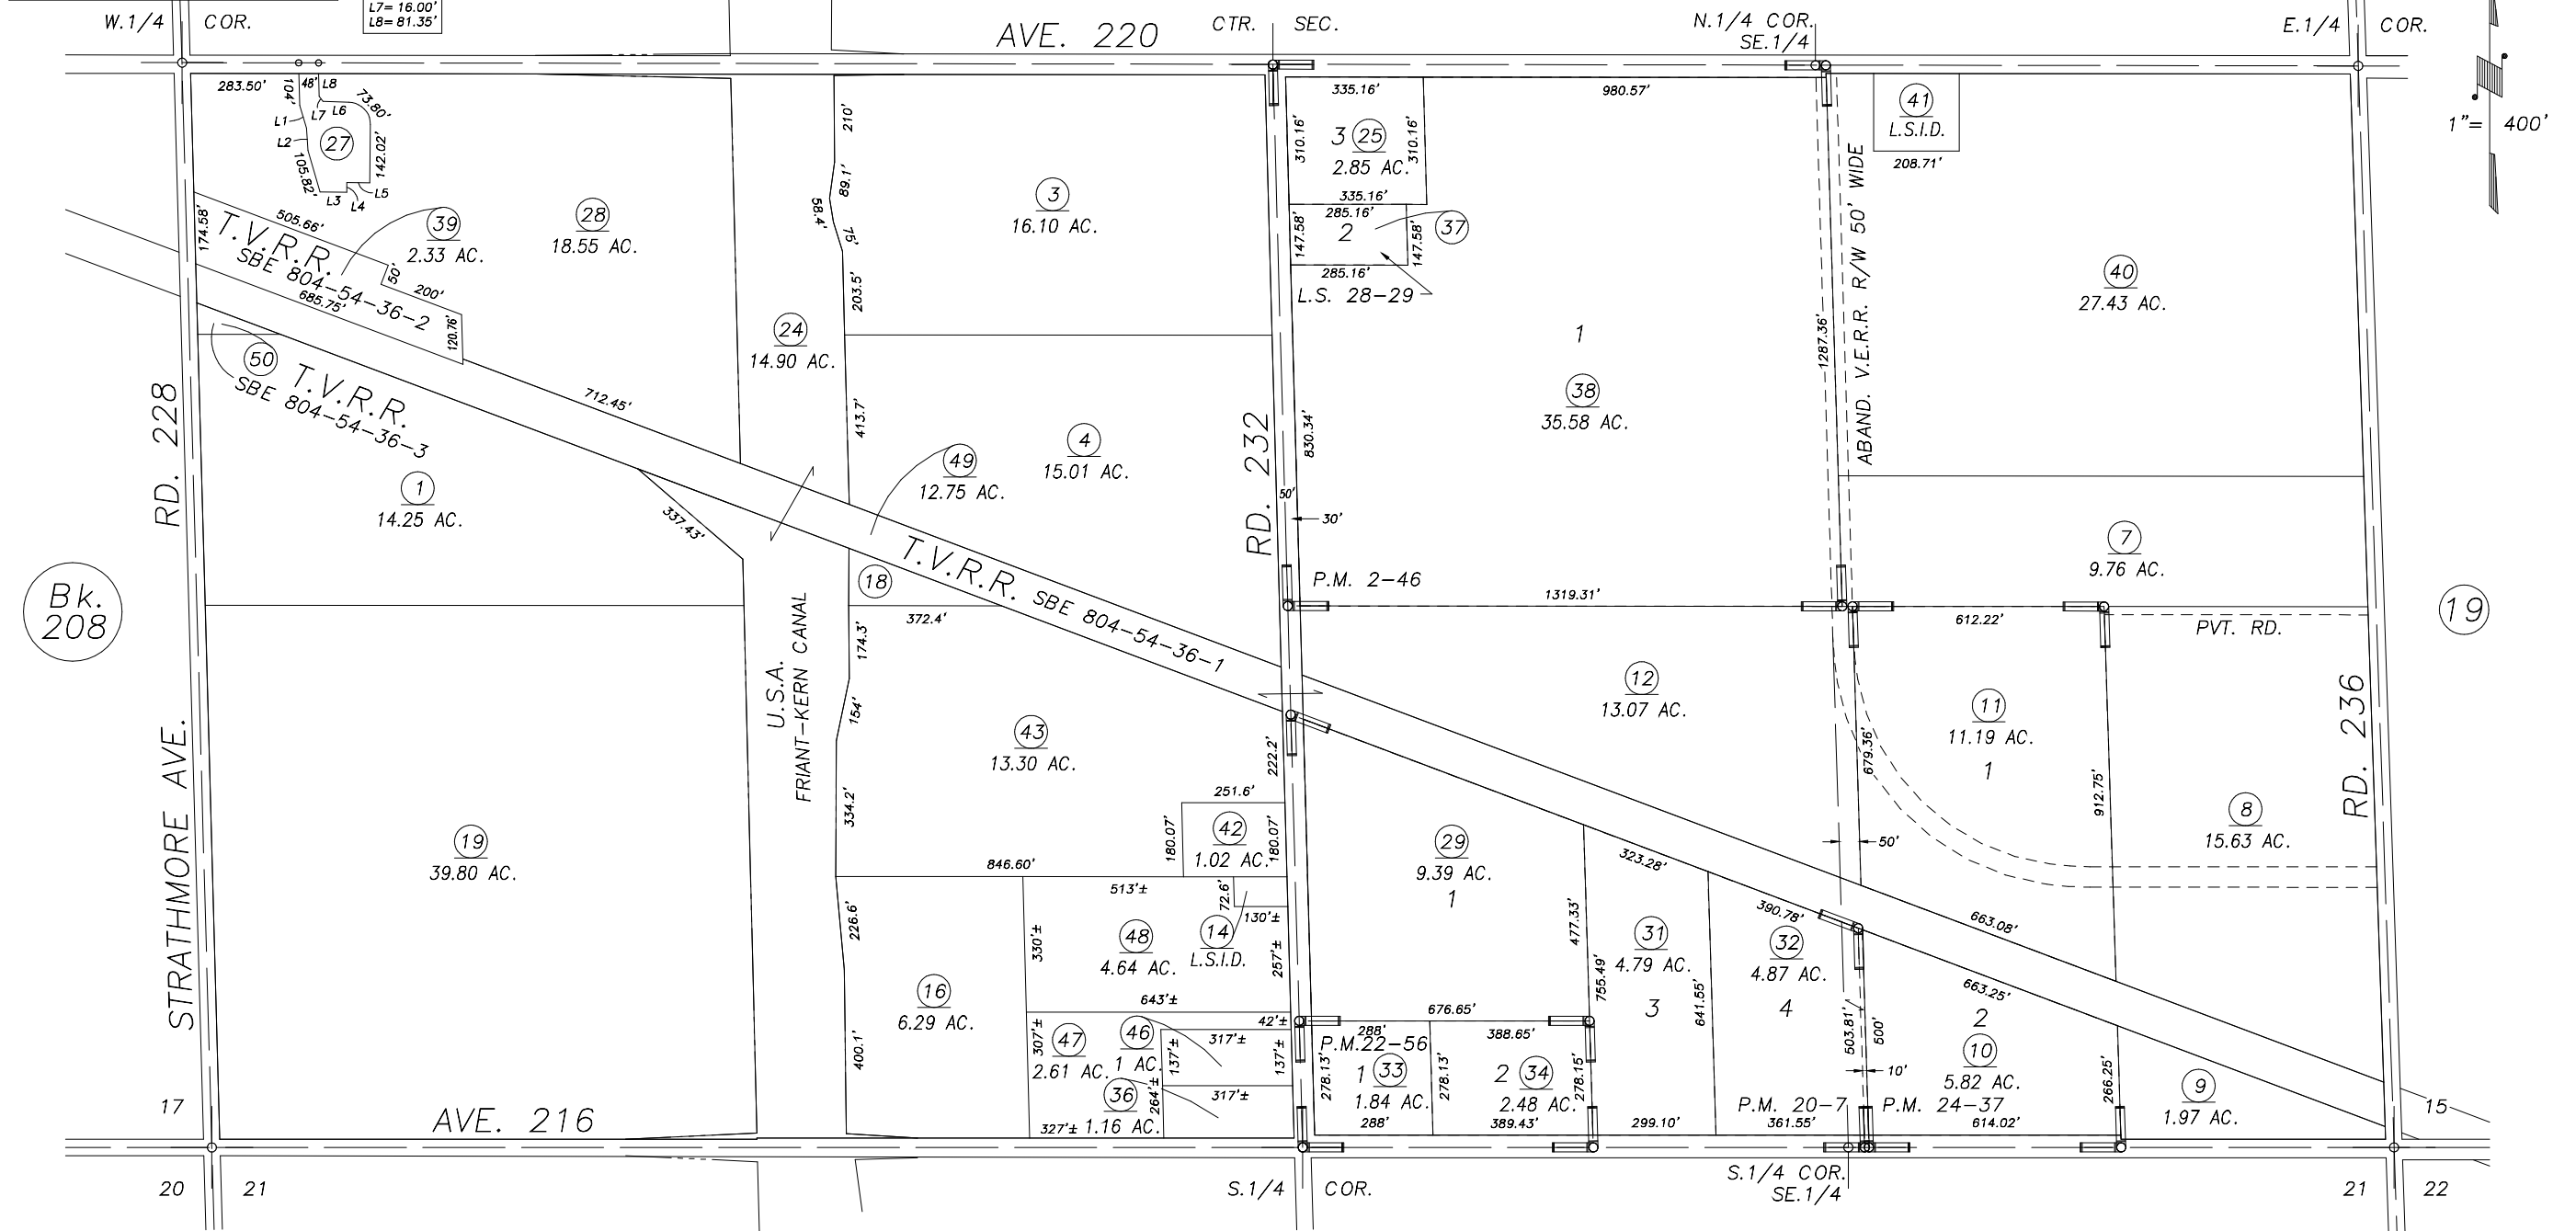 L7= 16.00'
L8= 81.35'
W.1/4 COR.
AVE. 220
CTR. SEC.
N.1/4 COR.
SE.1/4
E.1/4 COR.
1"= 400'
283.50'
104'
48'
L8
L7
L6
73.80'
L1
L2
27
142.02'
105.82'
L3
L4
L5
174.58'
505.66'
T.V.R.R.
SBE 804-54-36-2
685.75'
39
2.33 AC.
50'
200'
120.76'
28
18.55 AC.
210'
89.1'
58.4'
75'
203.5'
3
16.10 AC.
335.16'
310.16'
3
25
2.85 AC.
310.16'
335.16'
285.16'
147.58'
2
147.58'
37
285.16'
L.S. 28-29
980.57'
41
L.S.I.D.
208.71'
ABAND. V.E.R.R. R/W 50' WIDE
1287.36'
40
27.43 AC.
1
38
35.58 AC.
50
T.V.R.R.
SBE 804-54-36-3
712.45'
24
14.90 AC.
413.7'
4
15.01 AC.
49
12.75 AC.
RD. 228
RD. 232
830.34'
50'
30'
1
14.25 AC.
337.43'
18
T.V.R.R. SBE 804-54-36-1
P.M. 2-46
1319.31'
7
9.76 AC.
612.22'
PVT. RD.
Bk.
208
19
372.4'
174.3'
154'
334.2'
U.S.A.
FRIANT-KERN CANAL
43
13.30 AC.
222.2'
251.6'
180.07'
42
1.02 AC.
180.07'
12
13.07 AC.
679.36'
11
11.19 AC.
1
912.75'
RD. 236
8
15.63 AC.
STRATHMORE AVE.
19
39.80 AC.
846.60'
226.6'
400.1'
16
6.29 AC.
513'±
72.6'
130'±
330'±
48
4.64 AC.
14
L.S.I.D.
257'±
643'±
42'±
307'±
47
2.61 AC.
46
1 AC.
137'±
317'±
137'±
36
1.16 AC.
264'±
317'±
327'±
29
9.39 AC.
1
323.28'
477.33'
755.49'
31
4.79 AC.
3
641.55'
390.78'
32
4.87 AC.
4
50'
663.08'
663.25'
503.81'
500'
2
10
5.82 AC.
10'
676.65'
288'
388.65'
P.M.22-56
278.13'
1
33
1.84 AC.
278.13'
2
34
2.48 AC.
278.15'
288'
389.43'
299.10'
P.M. 20-7
361.55'
P.M. 24-37
614.02'
266.25'
9
1.97 AC.
15
17
AVE. 216
20
21
S.1/4 COR.
S.1/4 COR.
SE.1/4
21
22